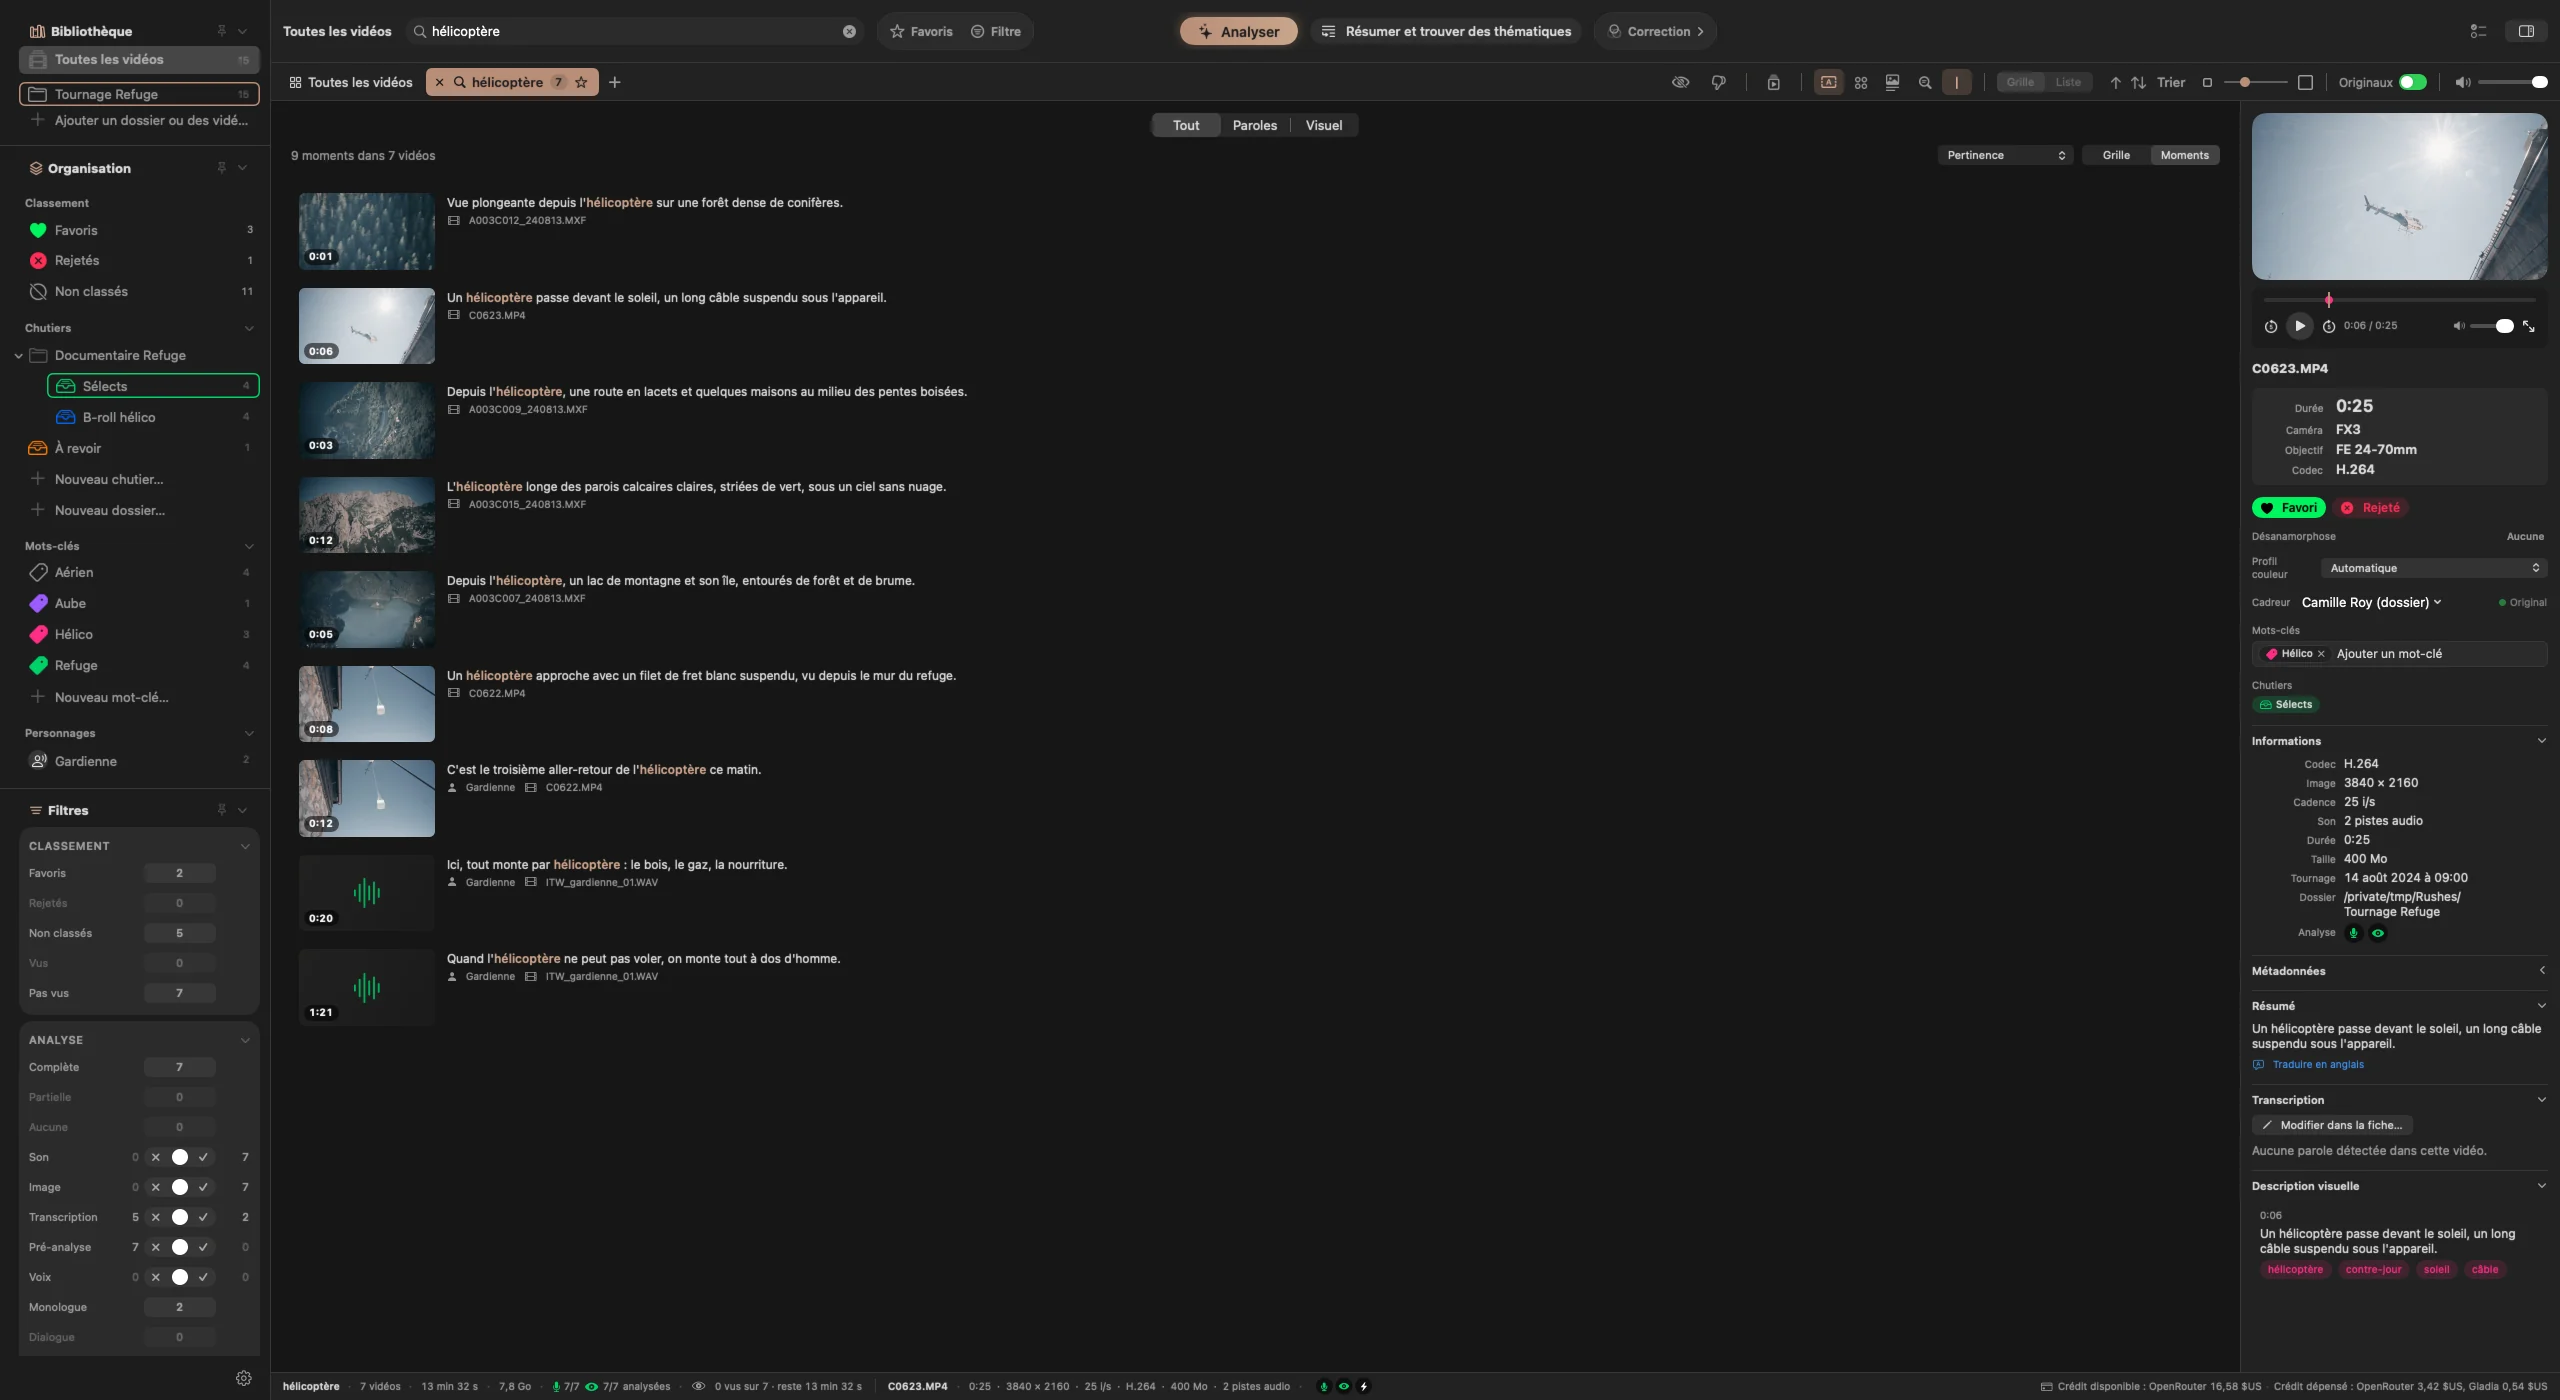 Bibliothèque
Toutes les vidéos 15
Tournage Refuge 15
Ajouter un dossier ou des vidé...
Organisation
Classement
Favoris 3
Rejetés 1
Non classés 11
Chutiers
Documentaire Refuge
Sélects 4
B-roll hélico 4
À revoir 1
Nouveau chutier...
Nouveau dossier...
Mots-clés
Aérien 4
Aube 1
Hélico 3
Refuge 4
Nouveau mot-clé...
Personnages
Gardienne 2
Filtres
CLASSEMENT
Favoris 2
Rejetés 0
Non classés 5
Vus 0
Pas vus 7
ANALYSE
Complète 7
Partielle 0
Aucune 0
Son 0 7
Image 0 7
Transcription 5 2
Pré-analyse 7 0
Voix 0 0
Monologue 2
Dialogue 0
Toutes les vidéos
hélicoptère
Favoris Filtre
Analyser
Résumer et trouver des thématiques
Correction
Toutes les vidéos
hélicoptère 7
Grille Liste
Trier
Originaux
Tout Paroles Visuel
9 moments dans 7 vidéos
Pertinence
Grille Moments
0:01
Vue plongeante depuis l'hélicoptère sur une forêt dense de conifères.
A003C012_240813.MXF
0:06
Un hélicoptère passe devant le soleil, un long câble suspendu sous l'appareil.
C0623.MP4
0:03
Depuis l'hélicoptère, une route en lacets et quelques maisons au milieu des pentes boisées.
A003C009_240813.MXF
0:12
L'hélicoptère longe des parois calcaires claires, striées de vert, sous un ciel sans nuage.
A003C015_240813.MXF
0:05
Depuis l'hélicoptère, un lac de montagne et son île, entourés de forêt et de brume.
A003C007_240813.MXF
0:08
Un hélicoptère approche avec un filet de fret blanc suspendu, vu depuis le mur du refuge.
C0622.MP4
0:12
C'est le troisième aller-retour de l'hélicoptère ce matin.
Gardienne C0622.MP4
0:20
Ici, tout monte par hélicoptère : le bois, le gaz, la nourriture.
Gardienne ITW_gardienne_01.WAV
1:21
Quand l'hélicoptère ne peut pas voler, on monte tout à dos d'homme.
Gardienne ITW_gardienne_01.WAV
0:06 / 0:25
C0623.MP4
Durée 0:25
Caméra FX3
Objectif FE 24-70mm
Codec H.264
Favori Rejeté
Désanamorphose Aucune
Profil couleur Automatique
Cadreur Camille Roy (dossier) Original
Mots-clés
Hélico Ajouter un mot-clé
Chutiers
Sélects
Informations
Codec H.264
Image 3840 × 2160
Cadence 25 i/s
Son 2 pistes audio
Durée 0:25
Taille 400 Mo
Tournage 14 août 2024 à 09:00
Dossier /private/tmp/Rushes/
Tournage Refuge
Analyse
Métadonnées
Résumé
Un hélicoptère passe devant le soleil, un long câble
suspendu sous l'appareil.
Traduire en anglais
Transcription
Modifier dans la fiche...
Aucune parole détectée dans cette vidéo.
Description visuelle
0:06
Un hélicoptère passe devant le soleil, un long
câble suspendu sous l'appareil.
hélicoptère contre-jour soleil câble
hélicoptère · 7 vidéos · 13 min 32 s · 7,8 Go · 7/7 7/7 analysées · 0 vus sur 7 · reste 13 min 32 s
C0623.MP4 · 0:25 · 3840 × 2160 · 25 i/s · H.264 · 400 Mo · 2 pistes audio
Crédit disponible : OpenRouter 16,58 $US · Crédit dépensé : OpenRouter 3,42 $US, Gladia 0,54 $US